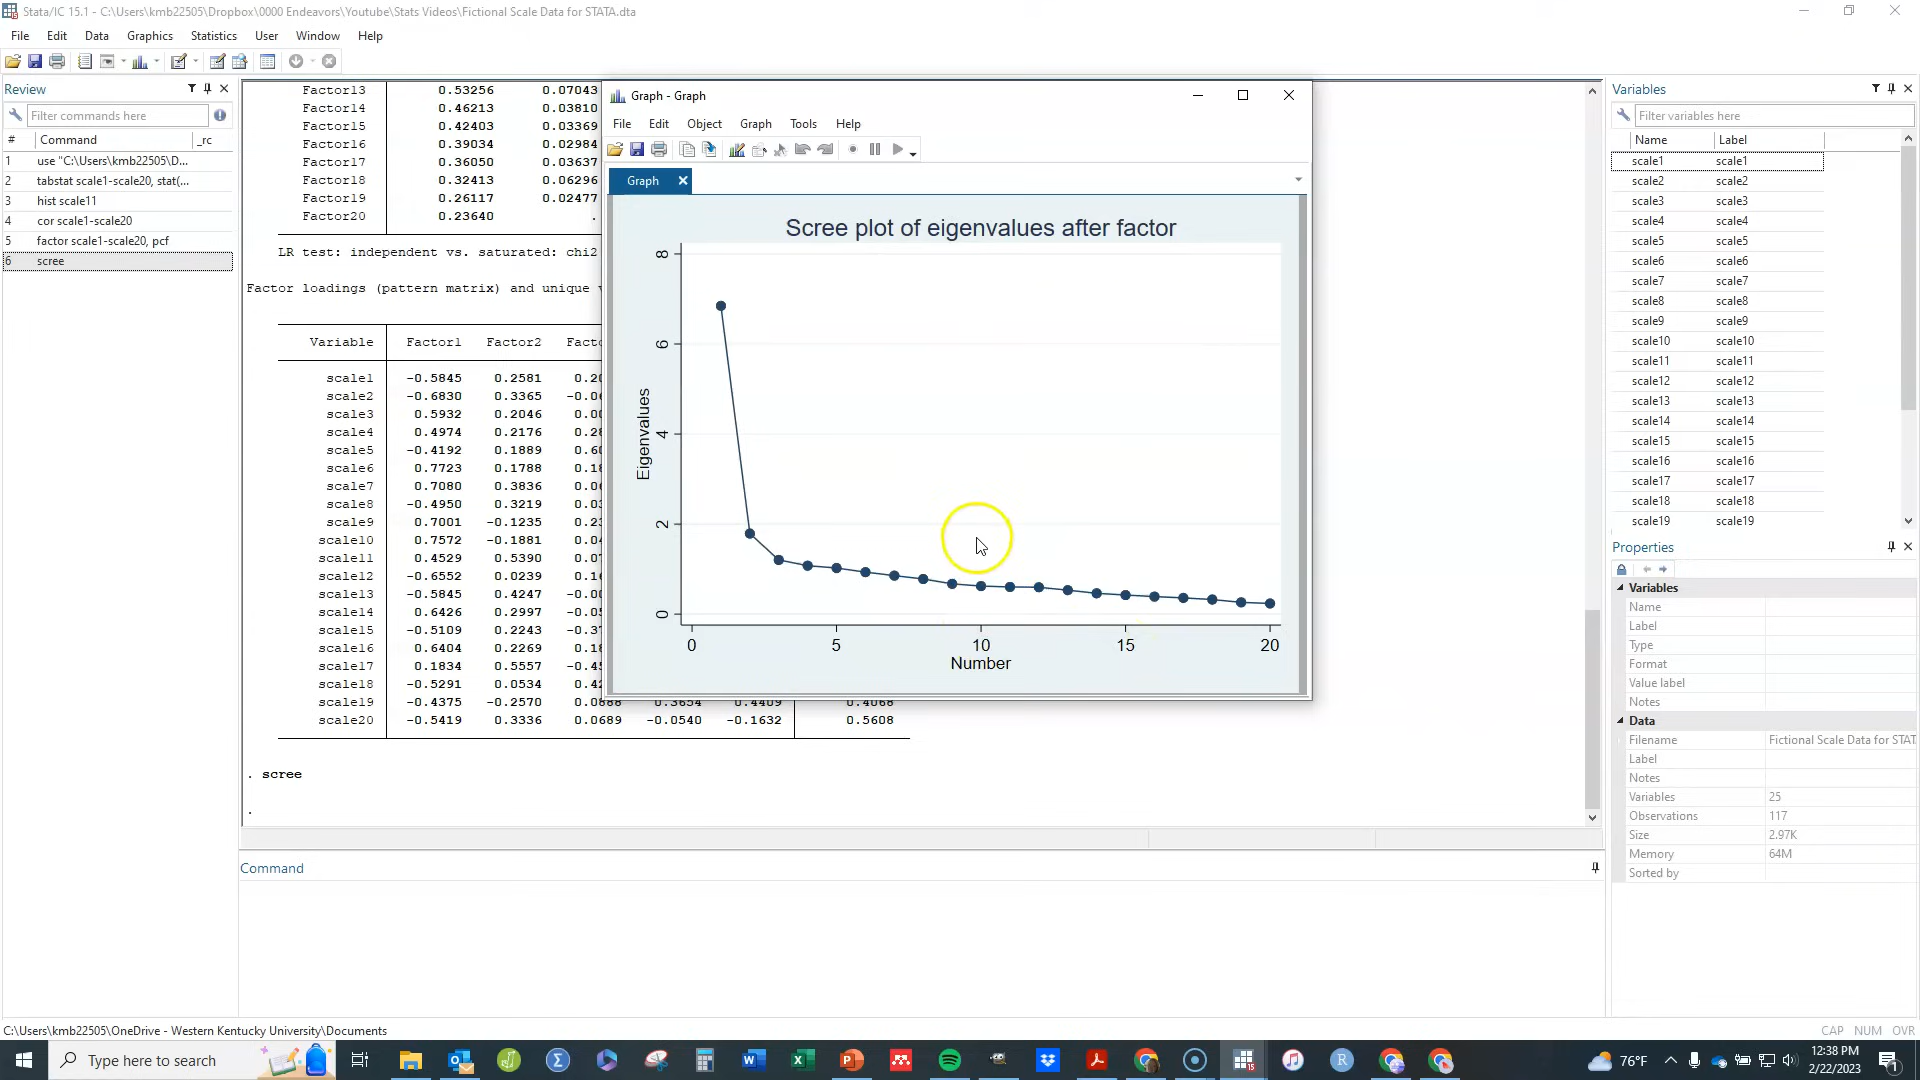 Stata/IC 15.1 - C:\Users\kmb22505\Dropbox\0000 Endeavors\Youtube\Stats Videos\Fictional Scale Data for STATA.dta
File Edit Data Graphics Statistics User Window Help
Review
Filter commands here
# Command _rc
1 use "C:\Users\kmb22505\D...
2 tabstat scale1-scale20, stat(...
3 hist scale11
4 cor scale1-scale20
5 factor scale1-scale20, pcf
6 scree
Factor13 0.53256 0.07043
Factor14 0.46213 0.03810
Factor15 0.42403 0.03369
Factor16 0.39034 0.02984
Factor17 0.36050 0.03637
Factor18 0.32413 0.06296
Factor19 0.26117 0.02477
Factor20 0.23640 .
LR test: independent vs. saturated: chi2
Factor loadings (pattern matrix) and unique
Variable Factor1 Factor2
scale1 -0.5845 0.2581
scale2 -0.6830 0.3365
scale3 0.5932 0.2046
scale4 0.4974 0.2176
scale5 -0.4192 0.1889
scale6 0.7723 0.1788
scale7 0.7080 0.3836
scale8 -0.4950 0.3219
scale9 0.7001 -0.1235
scale10 0.7572 -0.1881
scale11 0.4529 0.5390
scale12 -0.6552 0.0239
scale13 -0.5845 0.4247
scale14 0.6426 0.2997
scale15 -0.5109 0.2243
scale16 0.6404 0.2269
scale17 0.1834 0.5557
scale18 -0.5291 0.0534
scale19 -0.4375 -0.2570 0.0888 0.3654 0.4409 0.4068
scale20 -0.5419 0.3336 0.0689 -0.0540 -0.1632 0.5608
. scree
.
Command
Graph - Graph
File Edit Object Graph Tools Help
Graph
Scree plot of eigenvalues after factor
Eigenvalues
8
6
4
2
0
0 5 10 15 20
Number
Variables
Filter variables here
Name Label
scale1 scale1
scale2 scale2
scale3 scale3
scale4 scale4
scale5 scale5
scale6 scale6
scale7 scale7
scale8 scale8
scale9 scale9
scale10 scale10
scale11 scale11
scale12 scale12
scale13 scale13
scale14 scale14
scale15 scale15
scale16 scale16
scale17 scale17
scale18 scale18
scale19 scale19
Properties
Variables
Name
Label
Type
Format
Value label
Notes
Data
Filename Fictional Scale Data for STAT
Label
Notes
Variables 25
Observations 117
Size 2.97K
Memory 64M
Sorted by
C:\Users\kmb22505\OneDrive - Western Kentucky University\Documents
CAP NUM OVR
Type here to search
76°F
12:38 PM
2/22/2023